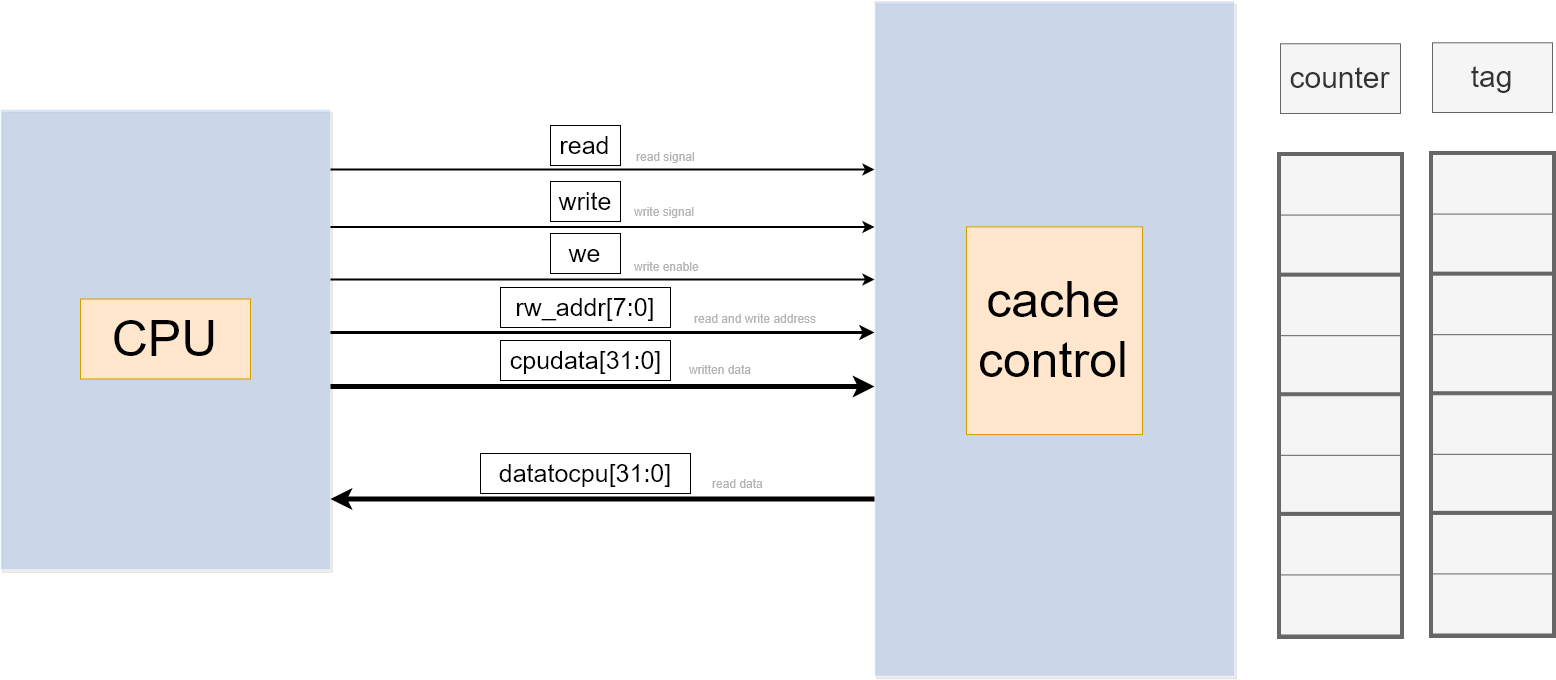 counter
tag
read
read signal
write
write signal
we
write enable
rw_addr[7:0]
read and write address
cpudata[31:0]
written data
CPU
cache
control
datatocpu[31:0]
read data